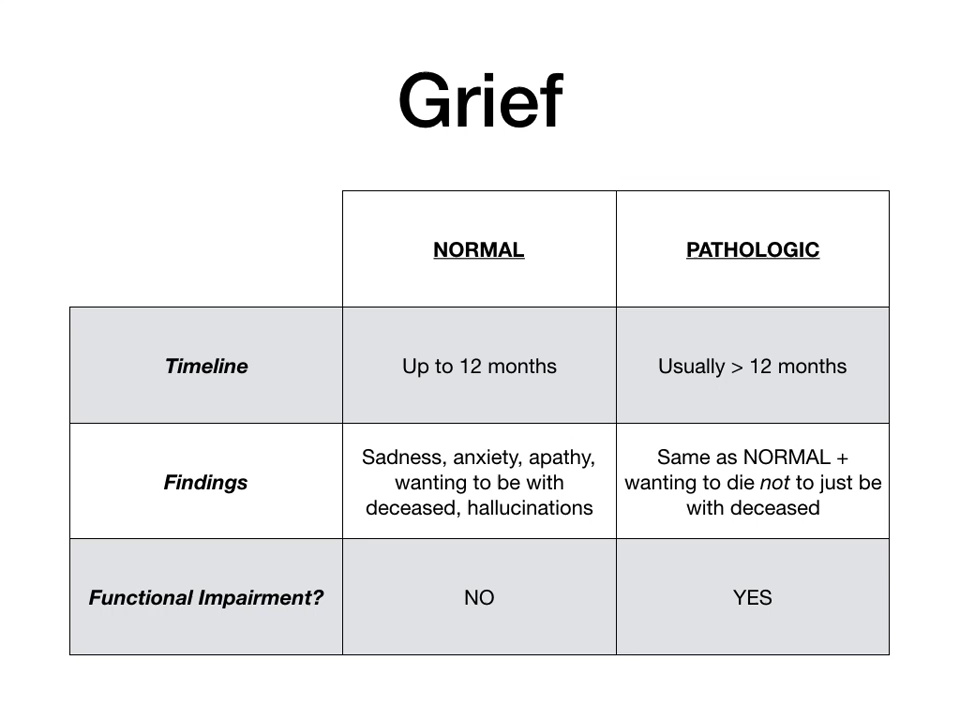 Grief
NORMAL
PATHOLOGIC
Timeline
Up to 12 months
Usually > 12 months
Findings
Sadness, anxiety, apathy,
wanting to be with
deceased, hallucinations
Same as NORMAL +
wanting to die not to just be
with deceased
Functional Impairment?
NO
YES